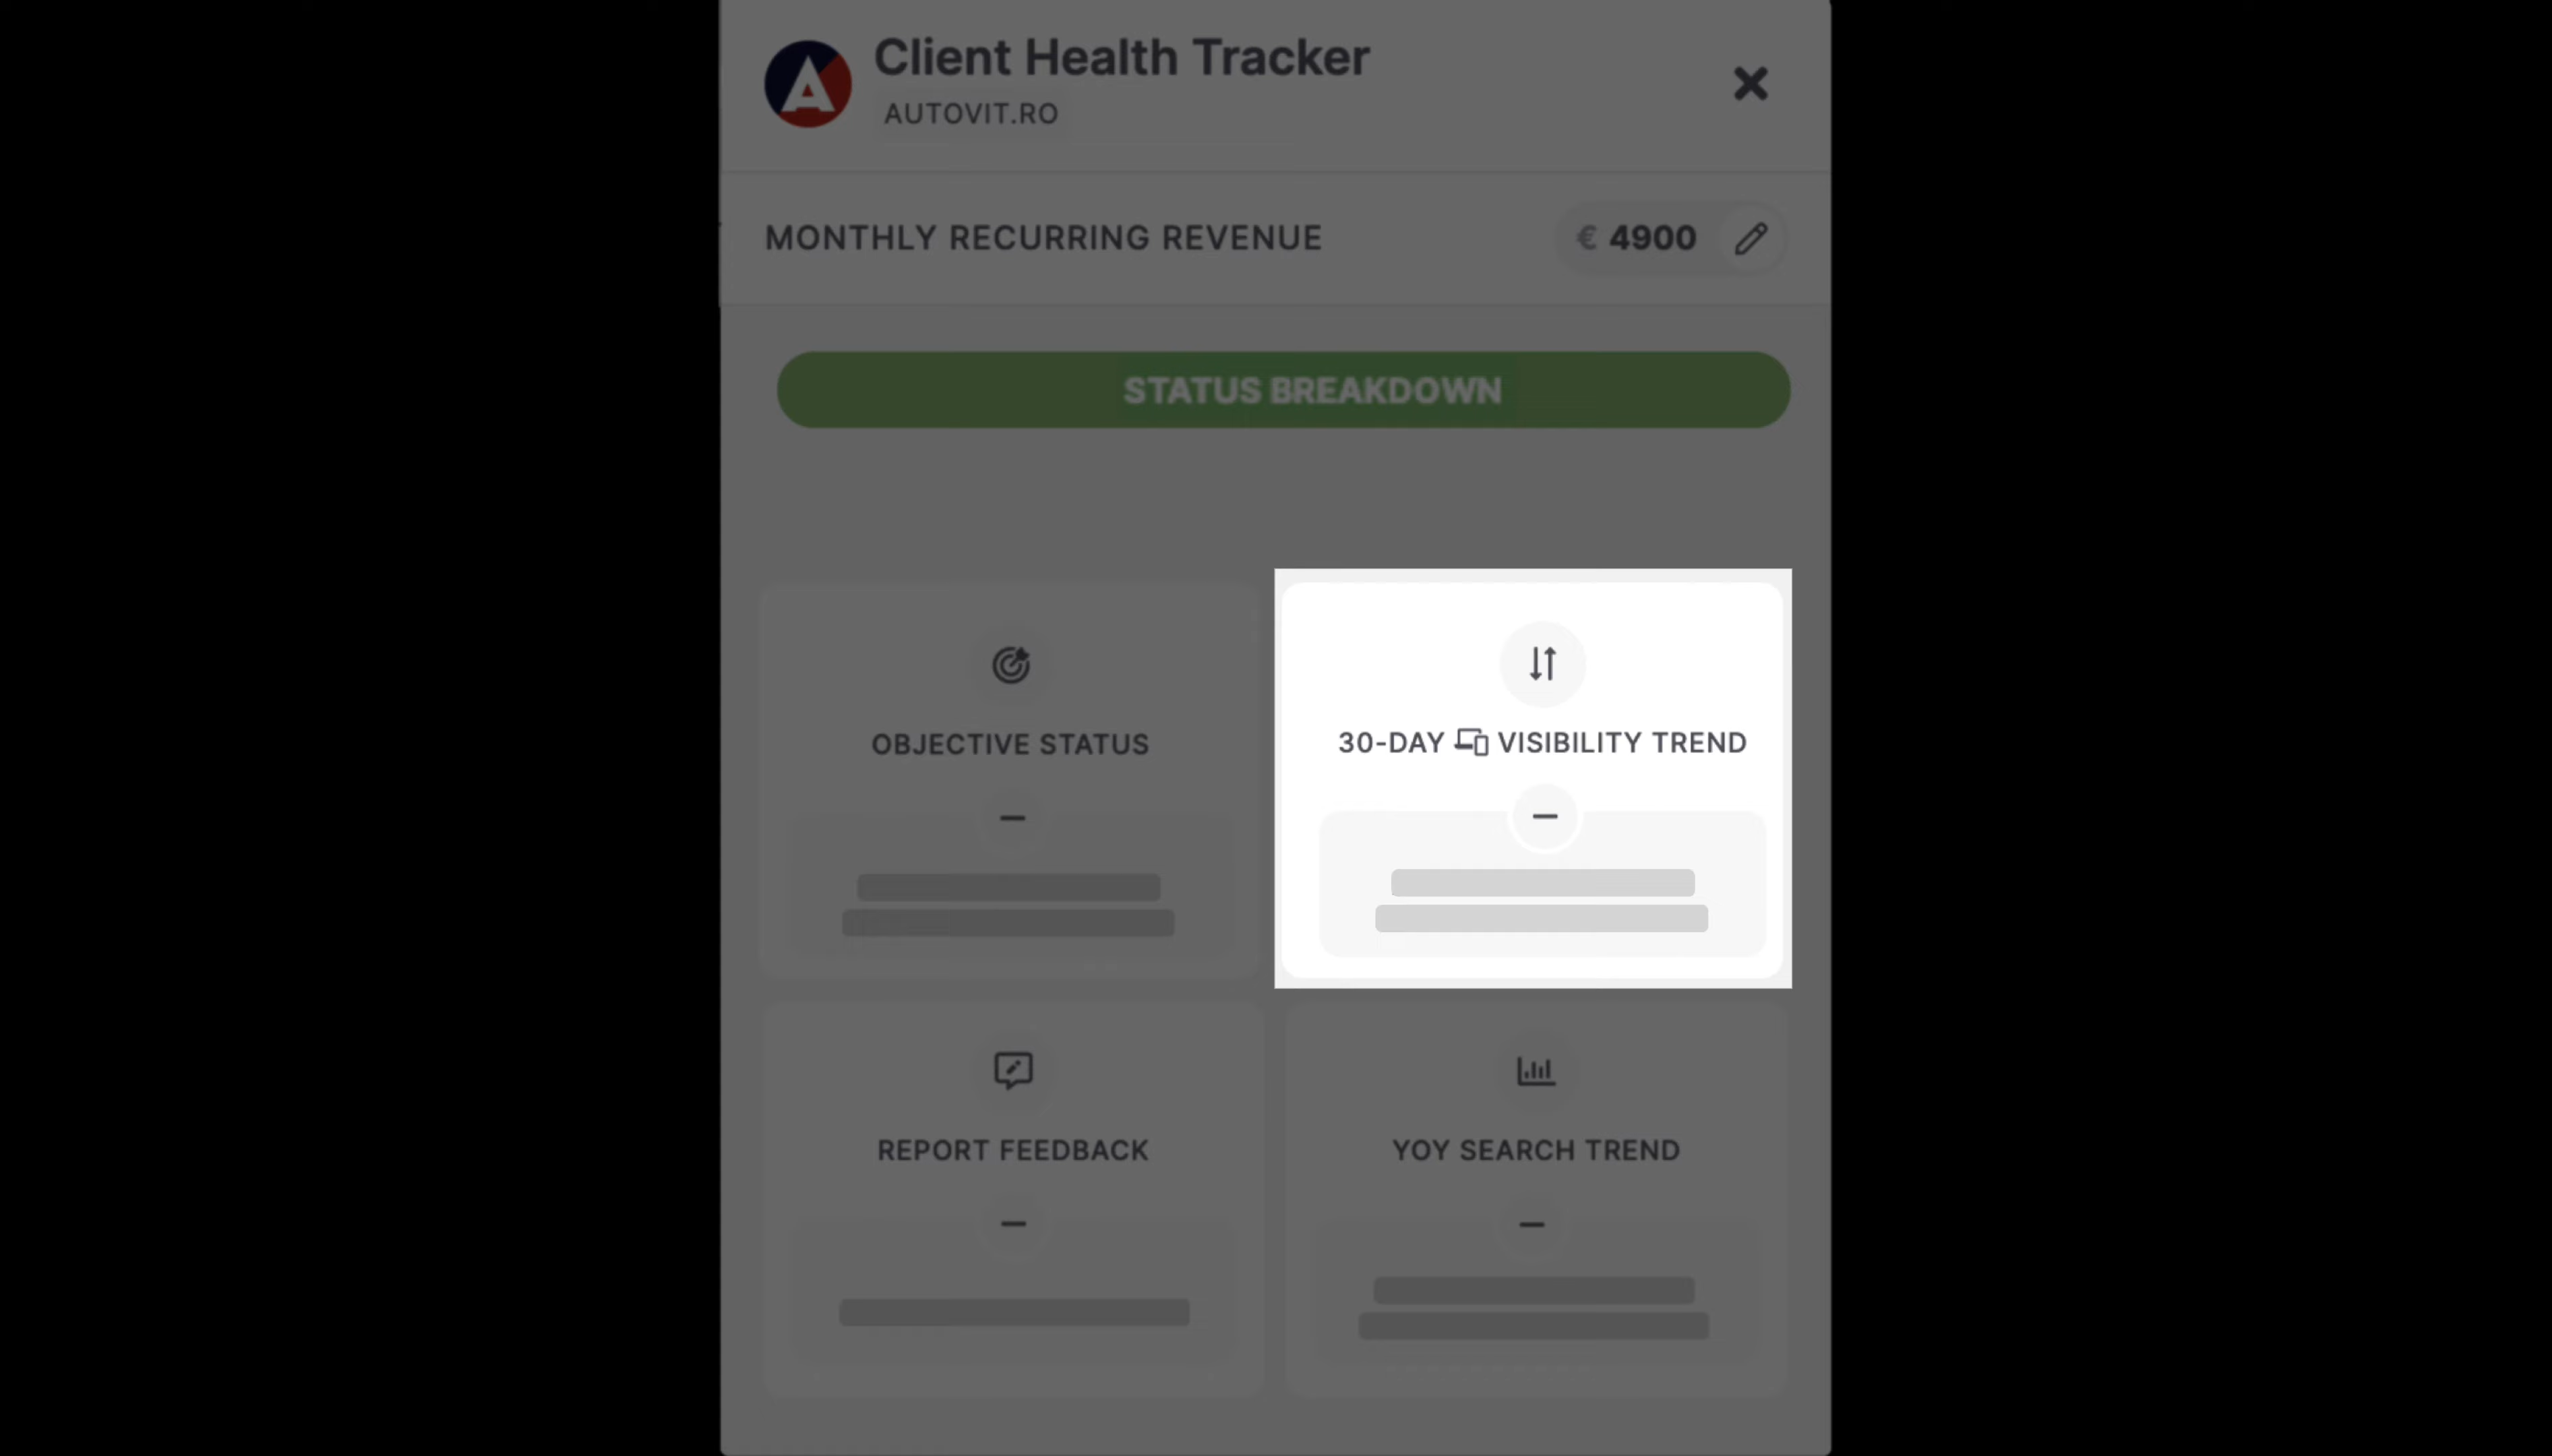 Client Health Tracker
AUTOVIT.RO
MONTHLY RECURRING REVENUE
€ 4900
STATUS BREAKDOWN
OBJECTIVE STATUS
30-DAY VISIBILITY TREND
REPORT FEEDBACK
YOY SEARCH TREND